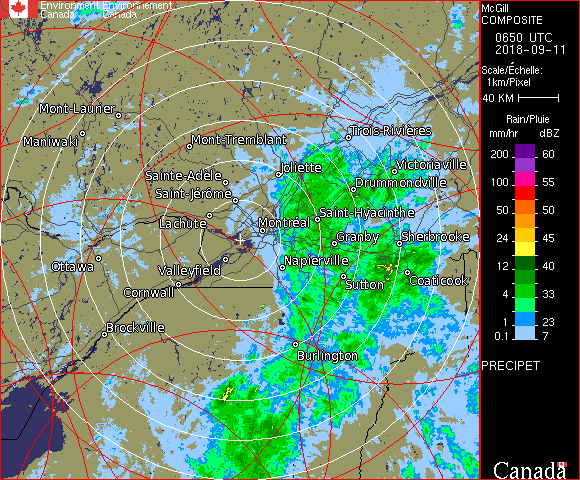 Environment Environnement
Canada Canada
McGill
COMPOSITE
0650 UTC
2018-09-11
Scale/Échelle:
1km/Pixel
40 KM
Rain/Pluie
mm/hr dBZ
200 60
100 55
50 50
24 45
12 40
4 33
1 23
0.1 7
PRECIPET
Canada
Mont-Laurier
Maniwaki
Mont-Tremblant
Trois-Rivières
Joliette
Victoriaville
Sainte-Adèle
Drummondville
Saint-Jérôme
Lachute
Saint-Hyacinthe
Montréal
Granby
Sherbrooke
Ottawa
Valleyfield
Napierville
Cornwall
Sutton
Coaticook
Brockville
Burlington